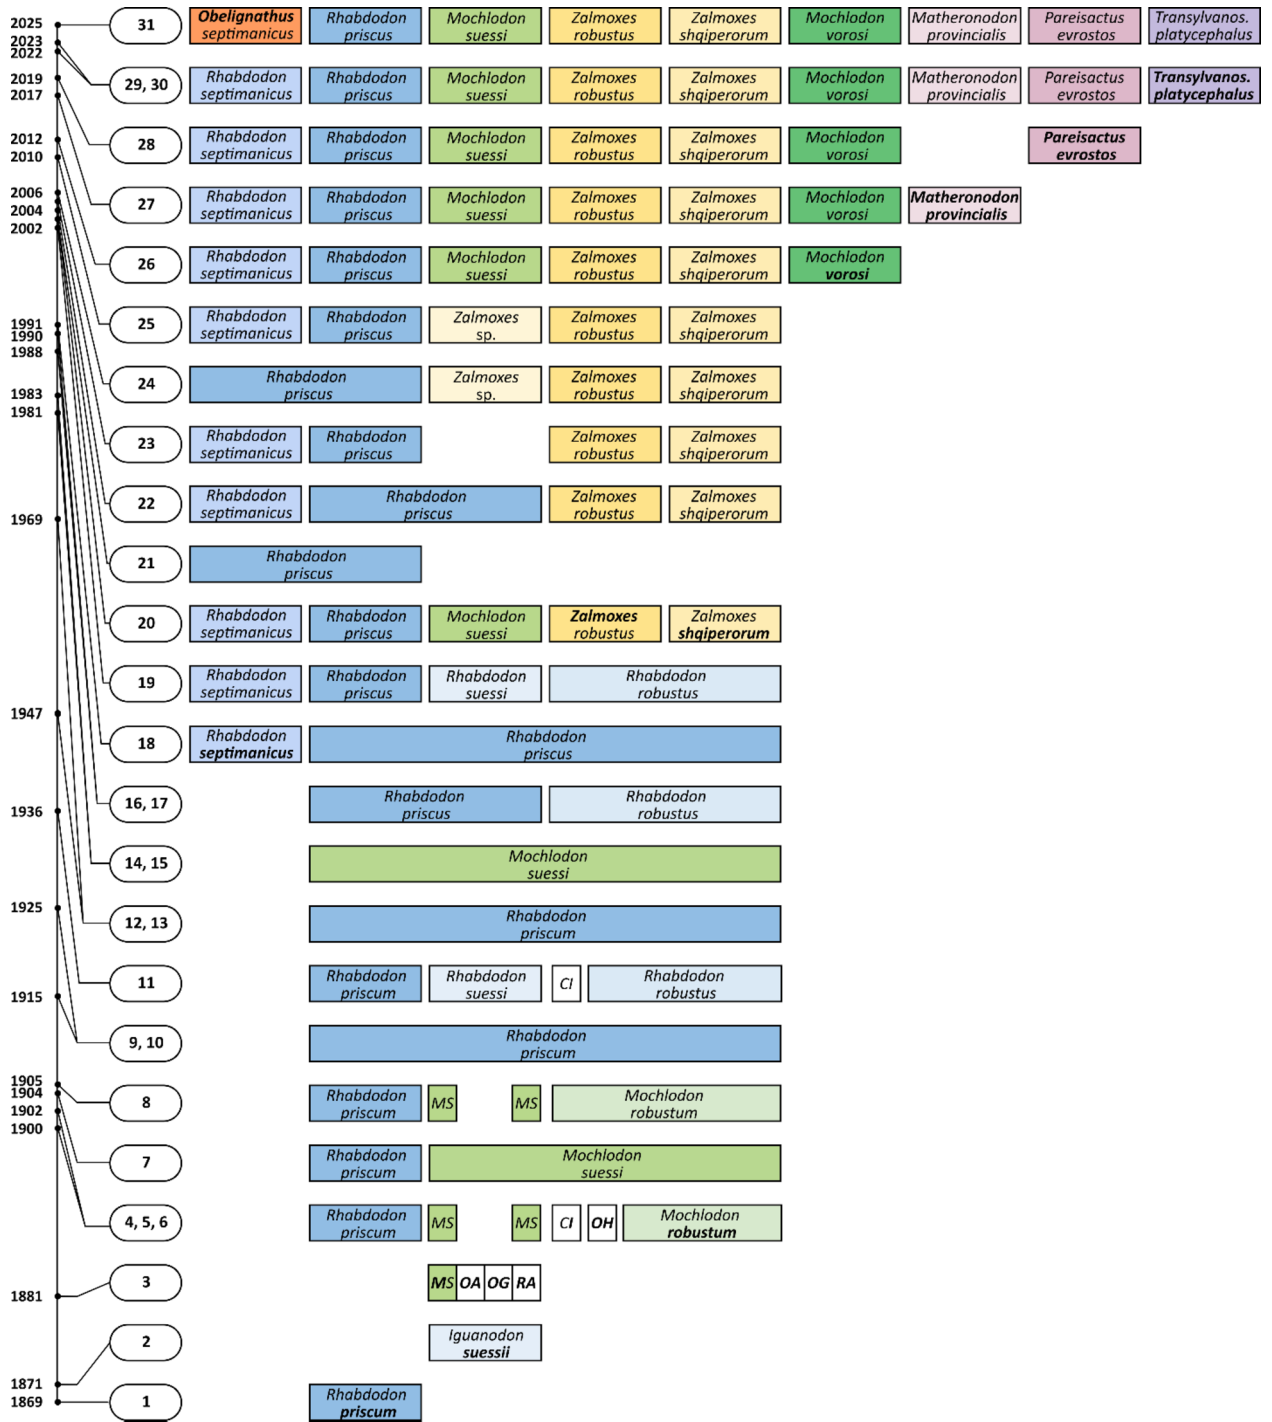 2025
2023
2022
2019
2017
2012
2010
2006
2004
2002
1991
1990
1988
1983
1981
1969
1947
1936
1925
1915
1905
1904
1902
1900
1881
1871
1869
31
Obelignathus
septimanicus
Rhabdodon
priscus
Mochlodon
suessi
Zalmoxes
robustus
Zalmoxes
shqiperorum
Mochlodon
vorosi
Matheronodon
provincialis
Pareisactus
evrostos
Transylvanos.
platycephalus
29, 30
Rhabdodon
septimanicus
Rhabdodon
priscus
Mochlodon
suessi
Zalmoxes
robustus
Zalmoxes
shqiperorum
Mochlodon
vorosi
Matheronodon
provincialis
Pareisactus
evrostos
Transylvanos.
platycephalus
28
Rhabdodon
septimanicus
Rhabdodon
priscus
Mochlodon
suessi
Zalmoxes
robustus
Zalmoxes
shqiperorum
Mochlodon
vorosi
Pareisactus
evrostos
27
Rhabdodon
septimanicus
Rhabdodon
priscus
Mochlodon
suessi
Zalmoxes
robustus
Zalmoxes
shqiperorum
Mochlodon
vorosi
Matheronodon
provincialis
26
Rhabdodon
septimanicus
Rhabdodon
priscus
Mochlodon
suessi
Zalmoxes
robustus
Zalmoxes
shqiperorum
Mochlodon
vorosi
25
Rhabdodon
septimanicus
Rhabdodon
priscus
Zalmoxes
sp.
Zalmoxes
robustus
Zalmoxes
shqiperorum
24
Rhabdodon
priscus
Zalmoxes
sp.
Zalmoxes
robustus
Zalmoxes
shqiperorum
23
Rhabdodon
septimanicus
Rhabdodon
priscus
Zalmoxes
robustus
Zalmoxes
shqiperorum
22
Rhabdodon
septimanicus
Rhabdodon
priscus
Zalmoxes
robustus
Zalmoxes
shqiperorum
21
Rhabdodon
priscus
20
Rhabdodon
septimanicus
Rhabdodon
priscus
Mochlodon
suessi
Zalmoxes
robustus
Zalmoxes
shqiperorum
19
Rhabdodon
septimanicus
Rhabdodon
priscus
Rhabdodon
suessi
Rhabdodon
robustus
18
Rhabdodon
septimanicus
Rhabdodon
priscus
16, 17
Rhabdodon
priscus
Rhabdodon
robustus
14, 15
Mochlodon
suessi
12, 13
Rhabdodon
priscum
11
Rhabdodon
priscum
Rhabdodon
suessi
CI
Rhabdodon
robustus
9, 10
Rhabdodon
priscum
8
Rhabdodon
priscum
MS
MS
Mochlodon
robustum
7
Rhabdodon
priscum
Mochlodon
suessi
4, 5, 6
Rhabdodon
priscum
MS
MS
CI
OH
Mochlodon
robustum
3
MS
OA
OG
RA
2
Iguanodon
suessii
1
Rhabdodon
priscum